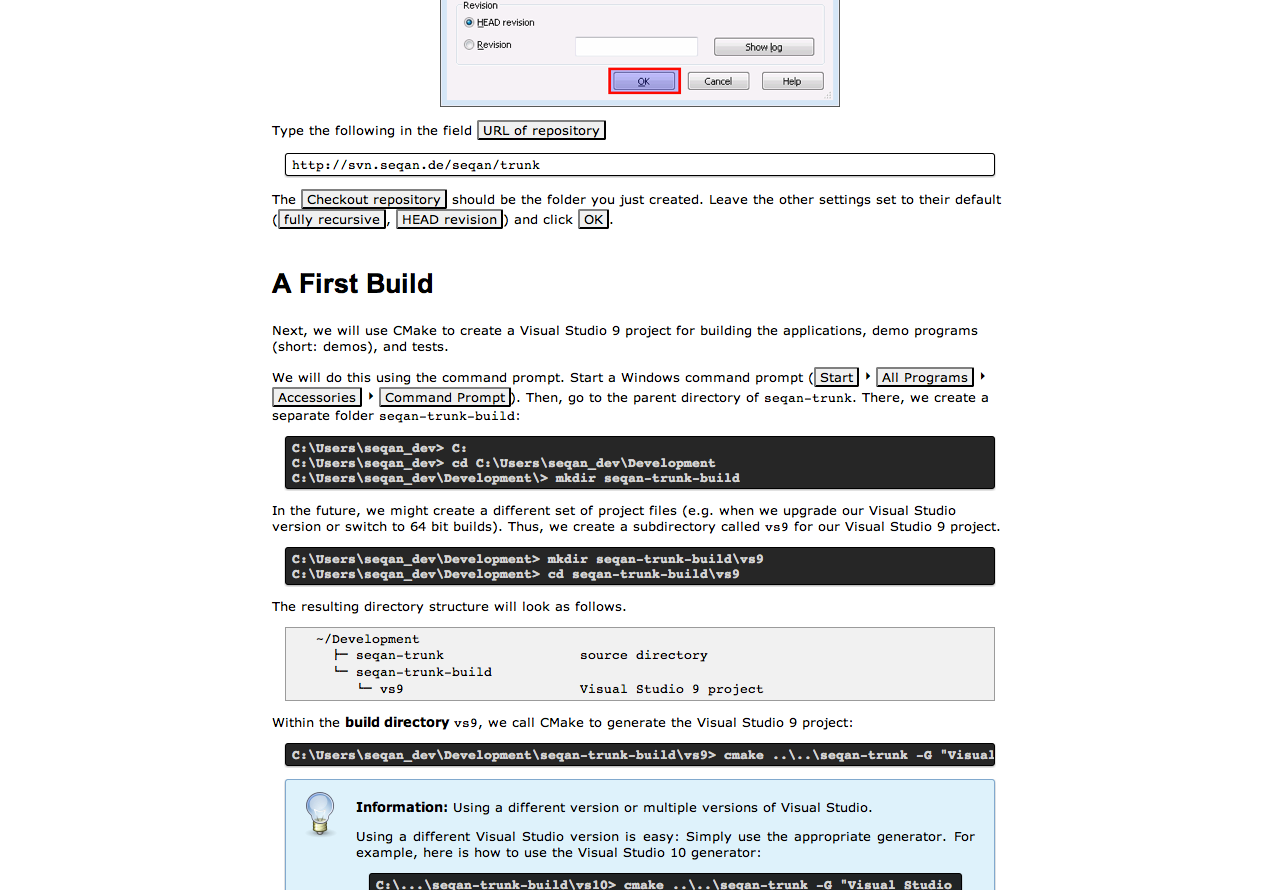 Revision
HEAD revision
Revision
Show log
OK
Cancel
Help
Type the following in the field URL of repository
http://svn.seqan.de/seqan/trunk
The Checkout repository should be the folder you just created. Leave the other settings set to their default
(fully recursive, HEAD revision) and click OK.
A First Build
Next, we will use CMake to create a Visual Studio 9 project for building the applications, demo programs
(short: demos), and tests.
We will do this using the command prompt. Start a Windows command prompt (Start ‣ All Programs ‣
Accessories ‣ Command Prompt). Then, go to the parent directory of seqan-trunk. There, we create a
separate folder seqan-trunk-build:
C:\Users\seqan_dev> C:
C:\Users\seqan_dev> cd C:\Users\seqan_dev\Development
C:\Users\seqan_dev\Development\> mkdir seqan-trunk-build
In the future, we might create a different set of project files (e.g. when we upgrade our Visual Studio
version or switch to 64 bit builds). Thus, we create a subdirectory called vs9 for our Visual Studio 9 project.
C:\Users\seqan_dev\Development> mkdir seqan-trunk-build\vs9
C:\Users\seqan_dev\Development> cd seqan-trunk-build\vs9
The resulting directory structure will look as follows.
~/Development
├─ seqan-trunk source directory
└─ seqan-trunk-build
└─ vs9 Visual Studio 9 project
Within the build directory vs9, we call CMake to generate the Visual Studio 9 project:
C:\Users\seqan_dev\Development\seqan-trunk-build\vs9> cmake ..\..\seqan-trunk -G "Visual
Information: Using a different version or multiple versions of Visual Studio.
Using a different Visual Studio version is easy: Simply use the appropriate generator. For
example, here is how to use the Visual Studio 10 generator:
C:\...\seqan-trunk-build\vs10> cmake ..\..\seqan-trunk -G "Visual Studio